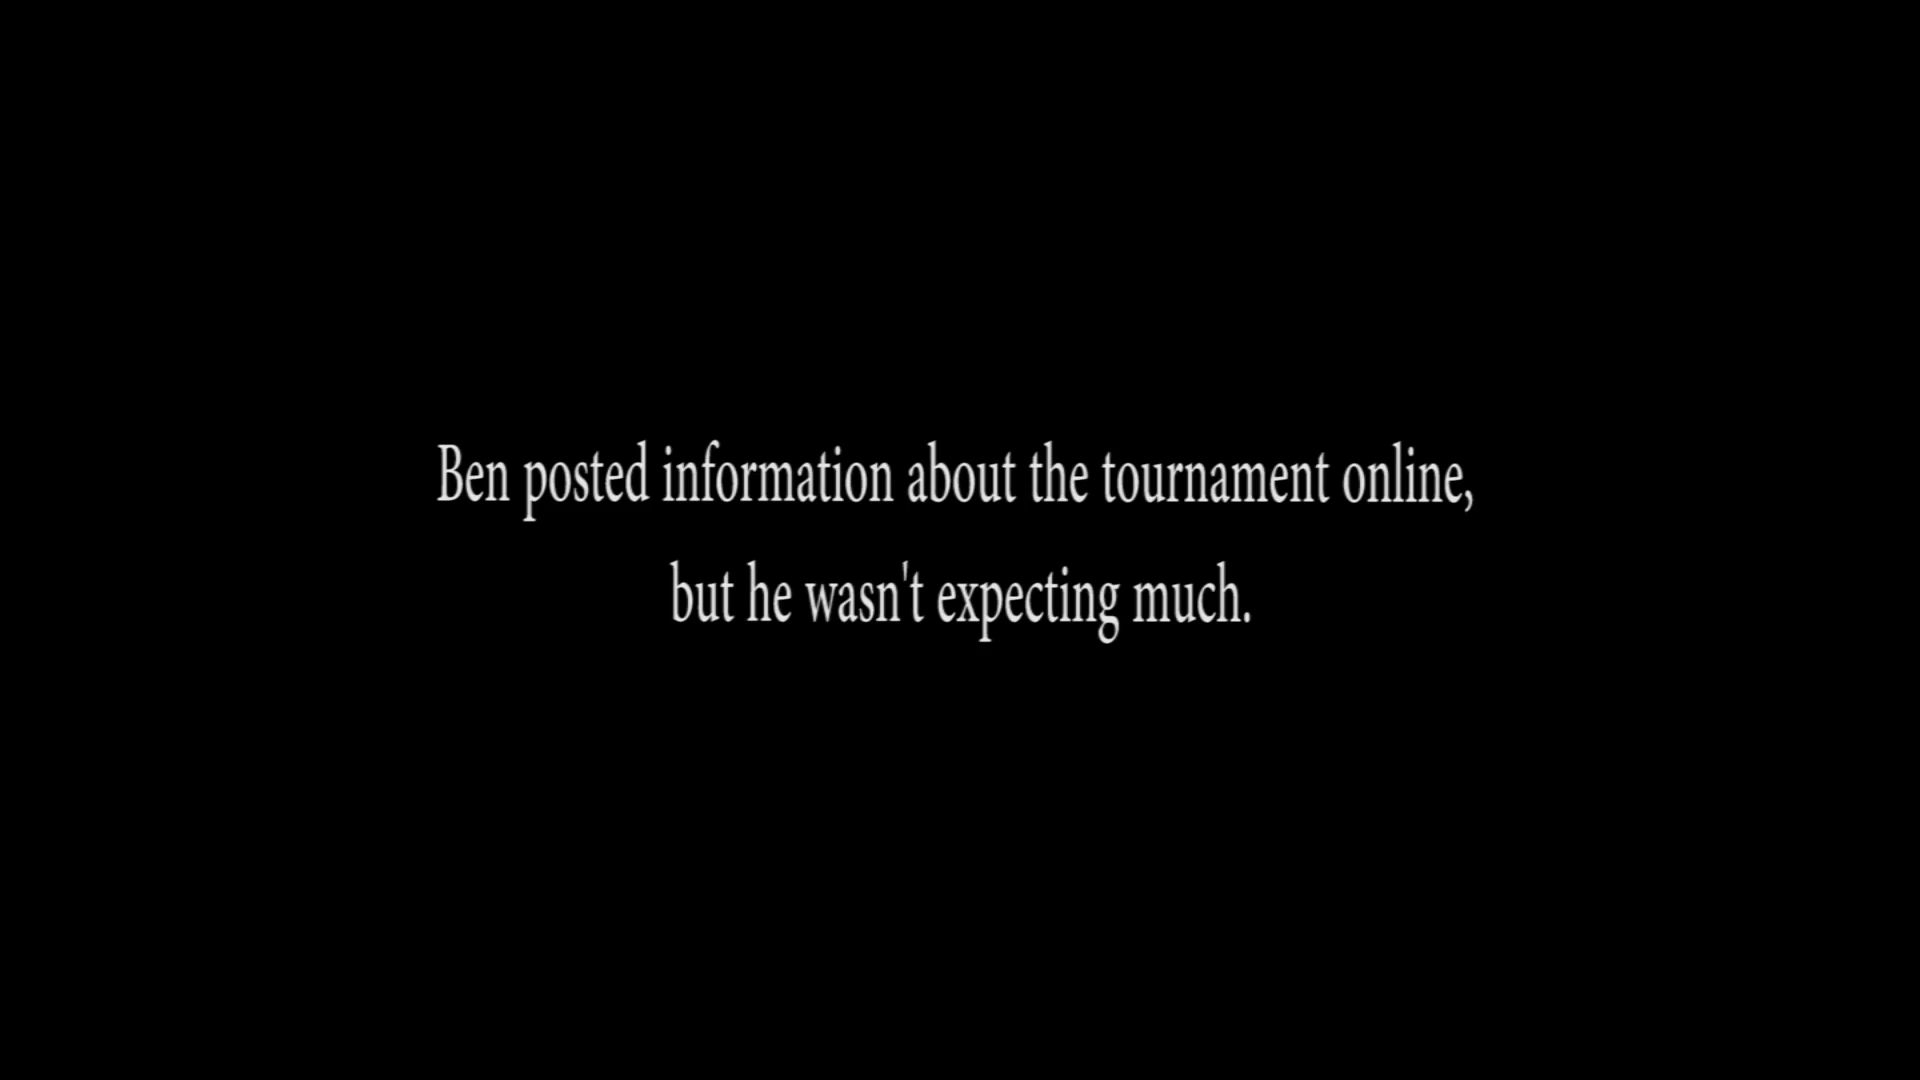 Ben posted information about the tournament online,
but he wasn't expecting much.